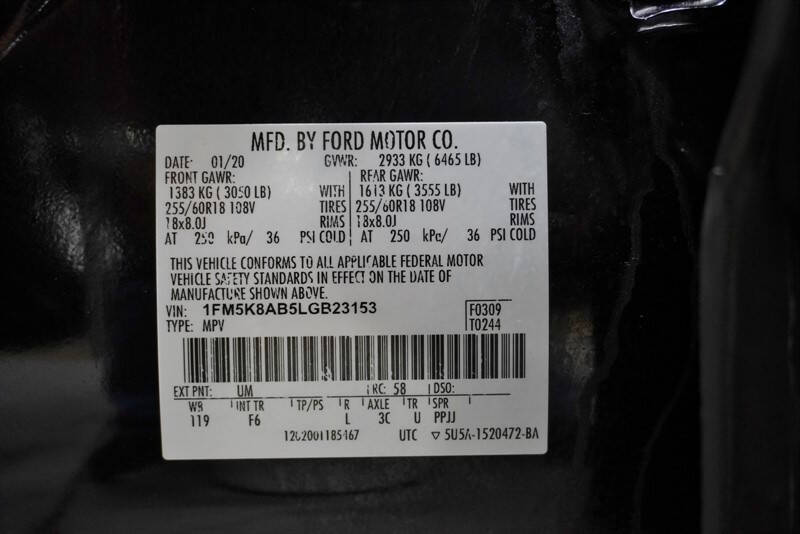 MFD. BY FORD MOTOR CO.
DATE: 01/20 GVWR: 2933 KG ( 6465 LB)
FRONT GAWR: REAR GAWR:
1383 KG ( 3050 LB) WITH 1613 KG ( 3555 LB) WITH
255/60R18 108V TIRES 255/60R18 108V TIRES
18x8.0J RIMS 18x8.0J RIMS
AT 250 kPa/ 36 PSI COLD AT 250 kPa/ 36 PSI COLD
THIS VEHICLE CONFORMS TO ALL APPLICABLE FEDERAL MOTOR
VEHICLE SAFETY STANDARDS IN EFFECT ON THE DATE OF
MANUFACTURE SHOWN ABOVE.
VIN: 1FM5K8AB5LGB23153 F0309
TYPE: MPV T0244
EXT PNT: UM RC: 58 DSO:
WB INT TR TP/PS R AXLE TR SPR
119 F6 L 3C U PPJJ
UTC ▽ 5U5A-1520472-BA